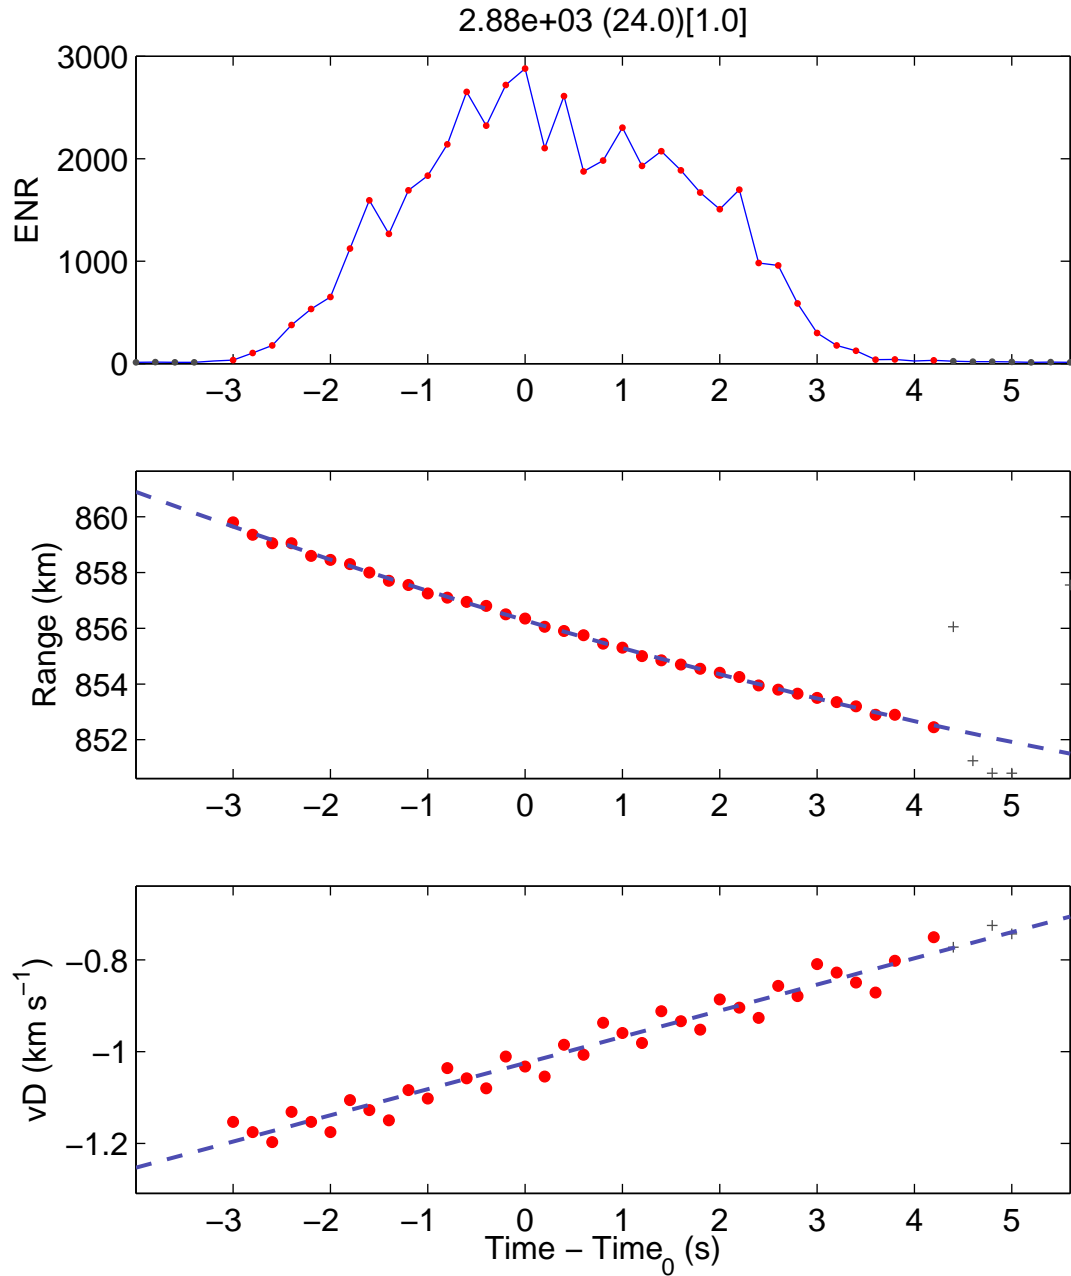 2.88e+03 (24.0)[1.0]
3000
2000
1000
0
ENR
−3 −2 −1 0 1 2 3 4 5
860
858
856
854
852
Range (km)
−3 −2 −1 0 1 2 3 4 5
−0.8
−1
−1.2
vD (km s⁻¹)
−3 −2 −1 0 1 2 3 4 5
Time − Time₀ (s)